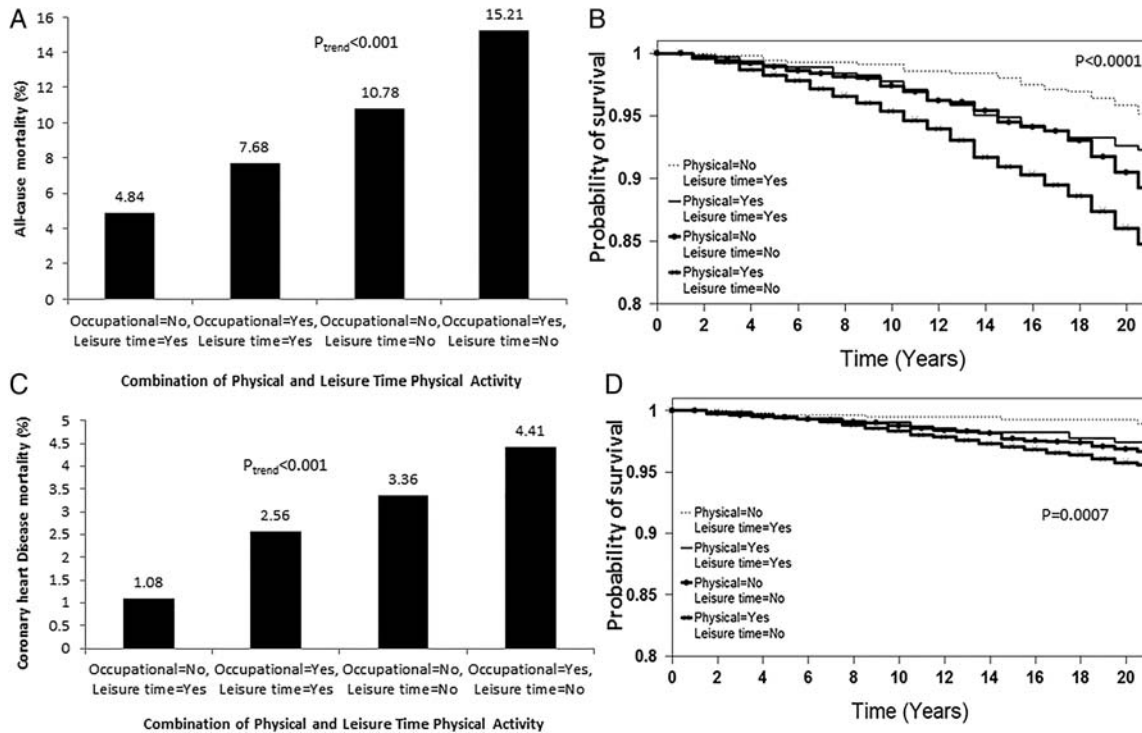 A
All-cause mortality (%)
16
14
12
10
8
6
4
2
0
4.84
7.68
10.78
15.21
Ptrend<0.001
Occupational=No, Occupational=Yes, Occupational=No, Occupational=Yes,
Leisure time=Yes Leisure time=Yes Leisure time=No Leisure time=No
Combination of Physical and Leisure Time Physical Activity
B
Probability of survival
1
0.95
0.9
0.85
0.8
P<0.0001
Physical=No
Leisure time=Yes
Physical=Yes
Leisure time=Yes
Physical=No
Leisure time=No
Physical=Yes
Leisure time=No
0 2 4 6 8 10 12 14 16 18 20
Time (Years)
C
Coronary heart Disease mortality (%)
5
4.5
4
3.5
3
2.5
2
1.5
1
0.5
0
1.08
2.56
3.36
4.41
Ptrend<0.001
Occupational=No, Occupational=Yes, Occupational=No, Occupational=Yes,
Leisure time=Yes Leisure time=Yes Leisure time=No Leisure time=No
Combination of Physical and Leisure Time Physical Activity
D
Probability of survival
1
0.95
0.9
0.85
0.8
P=0.0007
Physical=No
Leisure time=Yes
Physical=Yes
Leisure time=Yes
Physical=No
Leisure time=No
Physical=Yes
Leisure time=No
0 2 4 6 8 10 12 14 16 18 20
Time (Years)